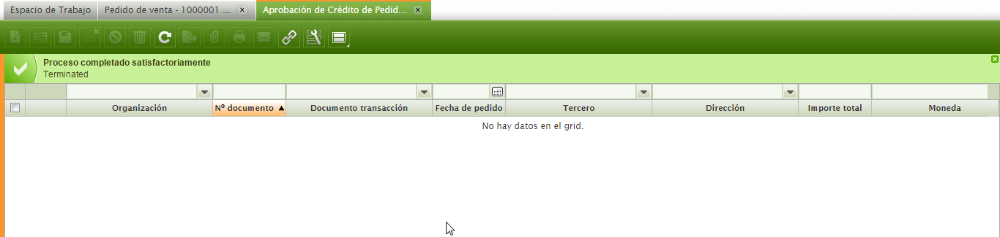 Espacio de Trabajo
Pedido de venta - 1000001 ...
Aprobación de Crédito de Pedid...
Proceso completado satisfactoriamente
Terminated
Organización
Nº documento
Documento transacción
Fecha de pedido
Tercero
Dirección
Importe total
Moneda
No hay datos en el grid.